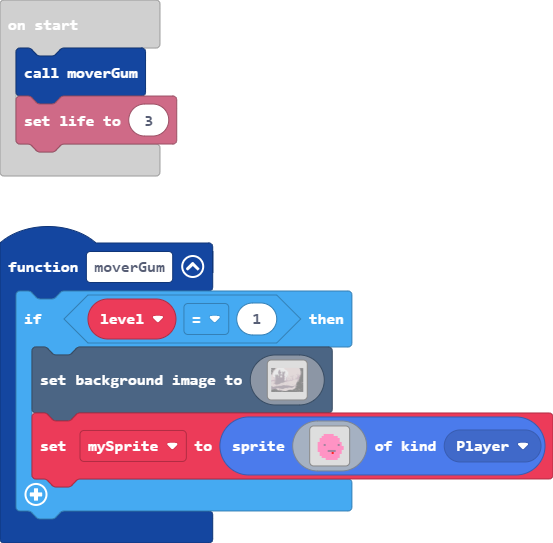 on start
call moverGum
set life to 3
function moverGum
if level = 1 then
set background image to
set mySprite to sprite of kind Player